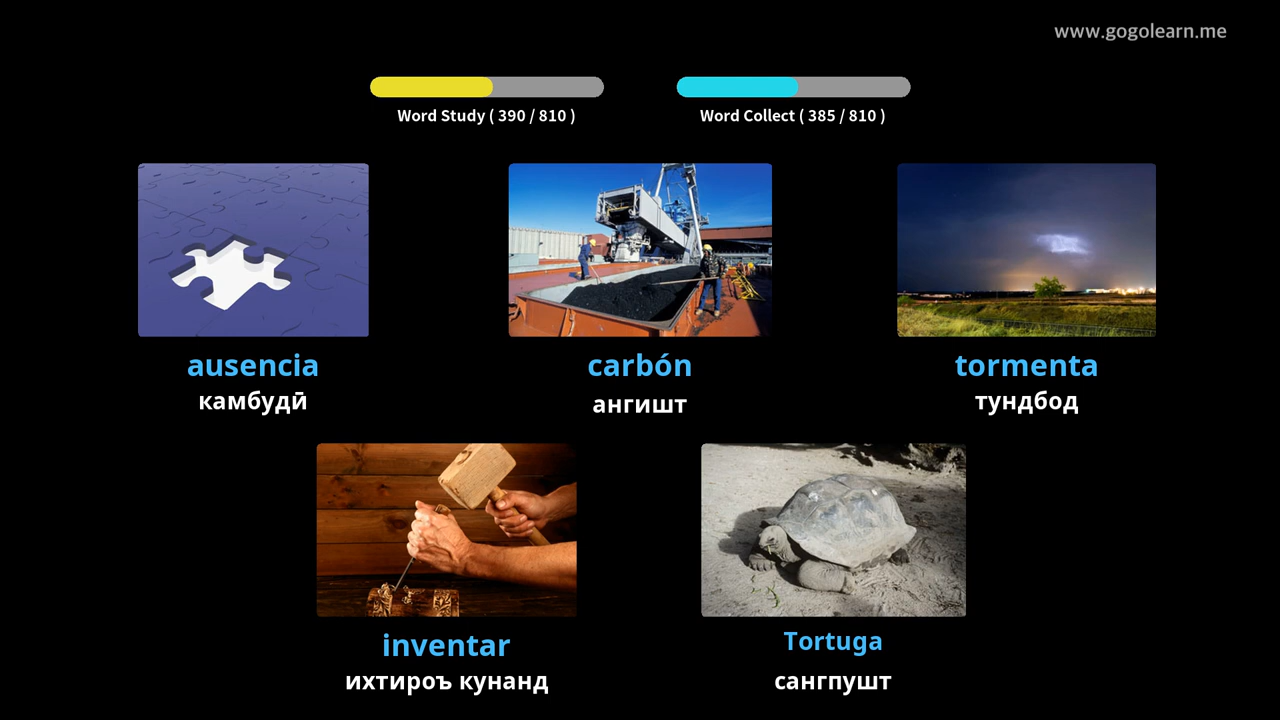 www.gogolearn.me
Word Study ( 390 / 810 )
Word Collect ( 385 / 810 )
ausencia
камбудӣ
carbón
ангишт
tormenta
тундбод
inventar
ихтироъ кунанд
Tortuga
сангпушт